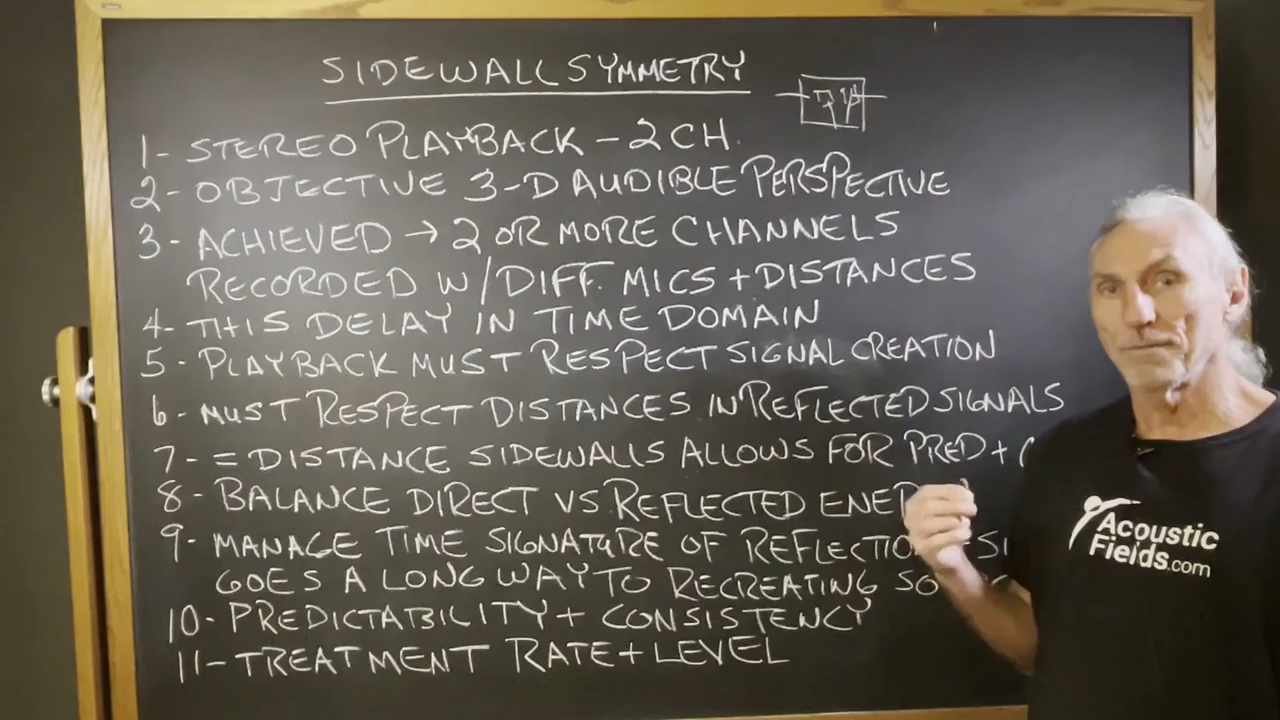 SIDEWALL SYMMETRY
1- STEREO PLAYBACK - 2 CH.
2- OBJECTIVE 3-D AUDIBLE PERSPECTIVE
3- ACHIEVED → 2 OR MORE CHANNELS
RECORDED W/DIFF. MICS + DISTANCES
4- THIS DELAY IN TIME DOMAIN
5- PLAYBACK MUST RESPECT SIGNAL CREATION
6- MUST RESPECT DISTANCES IN REFLECTED SIGNALS
7- = DISTANCE SIDEWALLS ALLOWS FOR PRED +
8- BALANCE DIRECT VS REFLECTED
9- MANAGE TIME SIGNATURE OF
GOES A LONG WAY TO RECREATING
10- PREDICTABILITY + CONSISTENCY
11- TREATMENT RATE + LEVEL
Acoustic
Fields.com